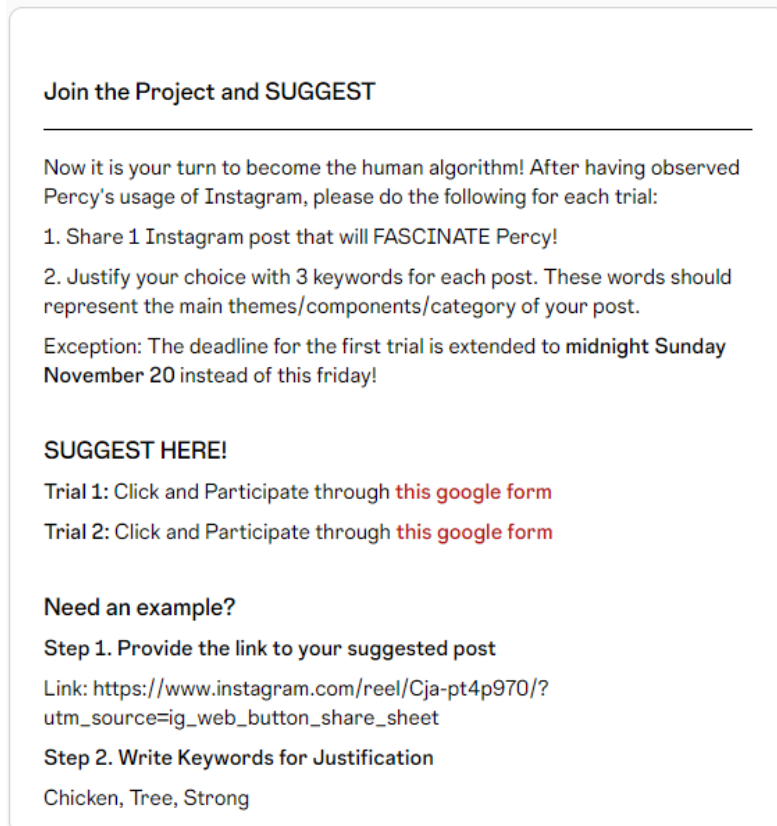 Join the Project and SUGGEST
Now it is your turn to become the human algorithm! After having observed
Percy's usage of Instagram, please do the following for each trial:
1. Share 1 Instagram post that will FASCINATE Percy!
2. Justify your choice with 3 keywords for each post. These words should
represent the main themes/components/category of your post.
Exception: The deadline for the first trial is extended to midnight Sunday
November 20 instead of this friday!
SUGGEST HERE!
Trial 1: Click and Participate through this google form
Trial 2: Click and Participate through this google form
Need an example?
Step 1. Provide the link to your suggested post
Link: https://www.instagram.com/reel/Cja-pt4p970/?
utm_source=ig_web_button_share_sheet
Step 2. Write Keywords for Justification
Chicken, Tree, Strong